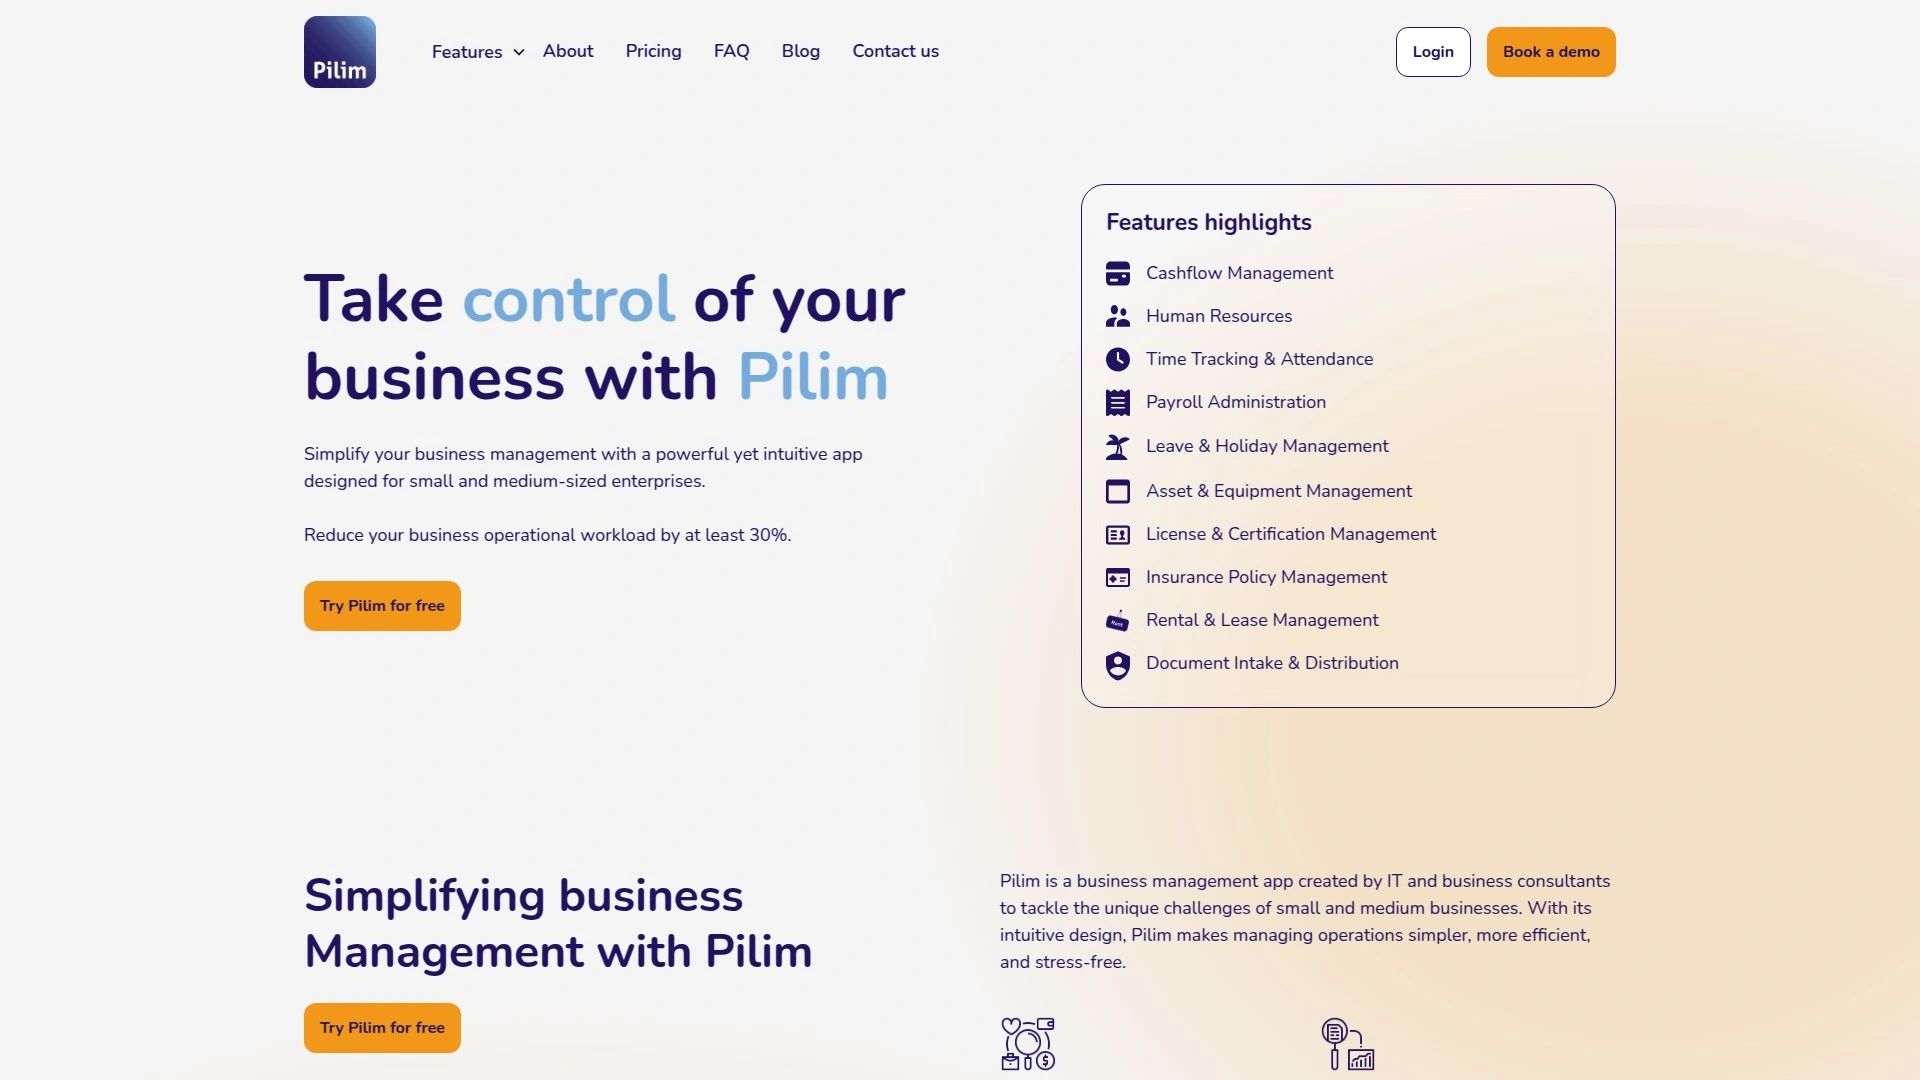 Pilim
Features
About
Pricing
FAQ
Blog
Contact us
Login
Book a demo
Take control of your
business with Pilim
Simplify your business management with a powerful yet intuitive app
designed for small and medium-sized enterprises.
Reduce your business operational workload by at least 30%.
Try Pilim for free
Features highlights
Cashflow Management
Human Resources
Time Tracking & Attendance
Payroll Administration
Leave & Holiday Management
Asset & Equipment Management
License & Certification Management
Insurance Policy Management
Rent
Rental & Lease Management
Document Intake & Distribution
Simplifying business
Management with Pilim
Try Pilim for free
Pilim is a business management app created by IT and business consultants
to tackle the unique challenges of small and medium businesses. With its
intuitive design, Pilim makes managing operations simpler, more efficient,
and stress-free.